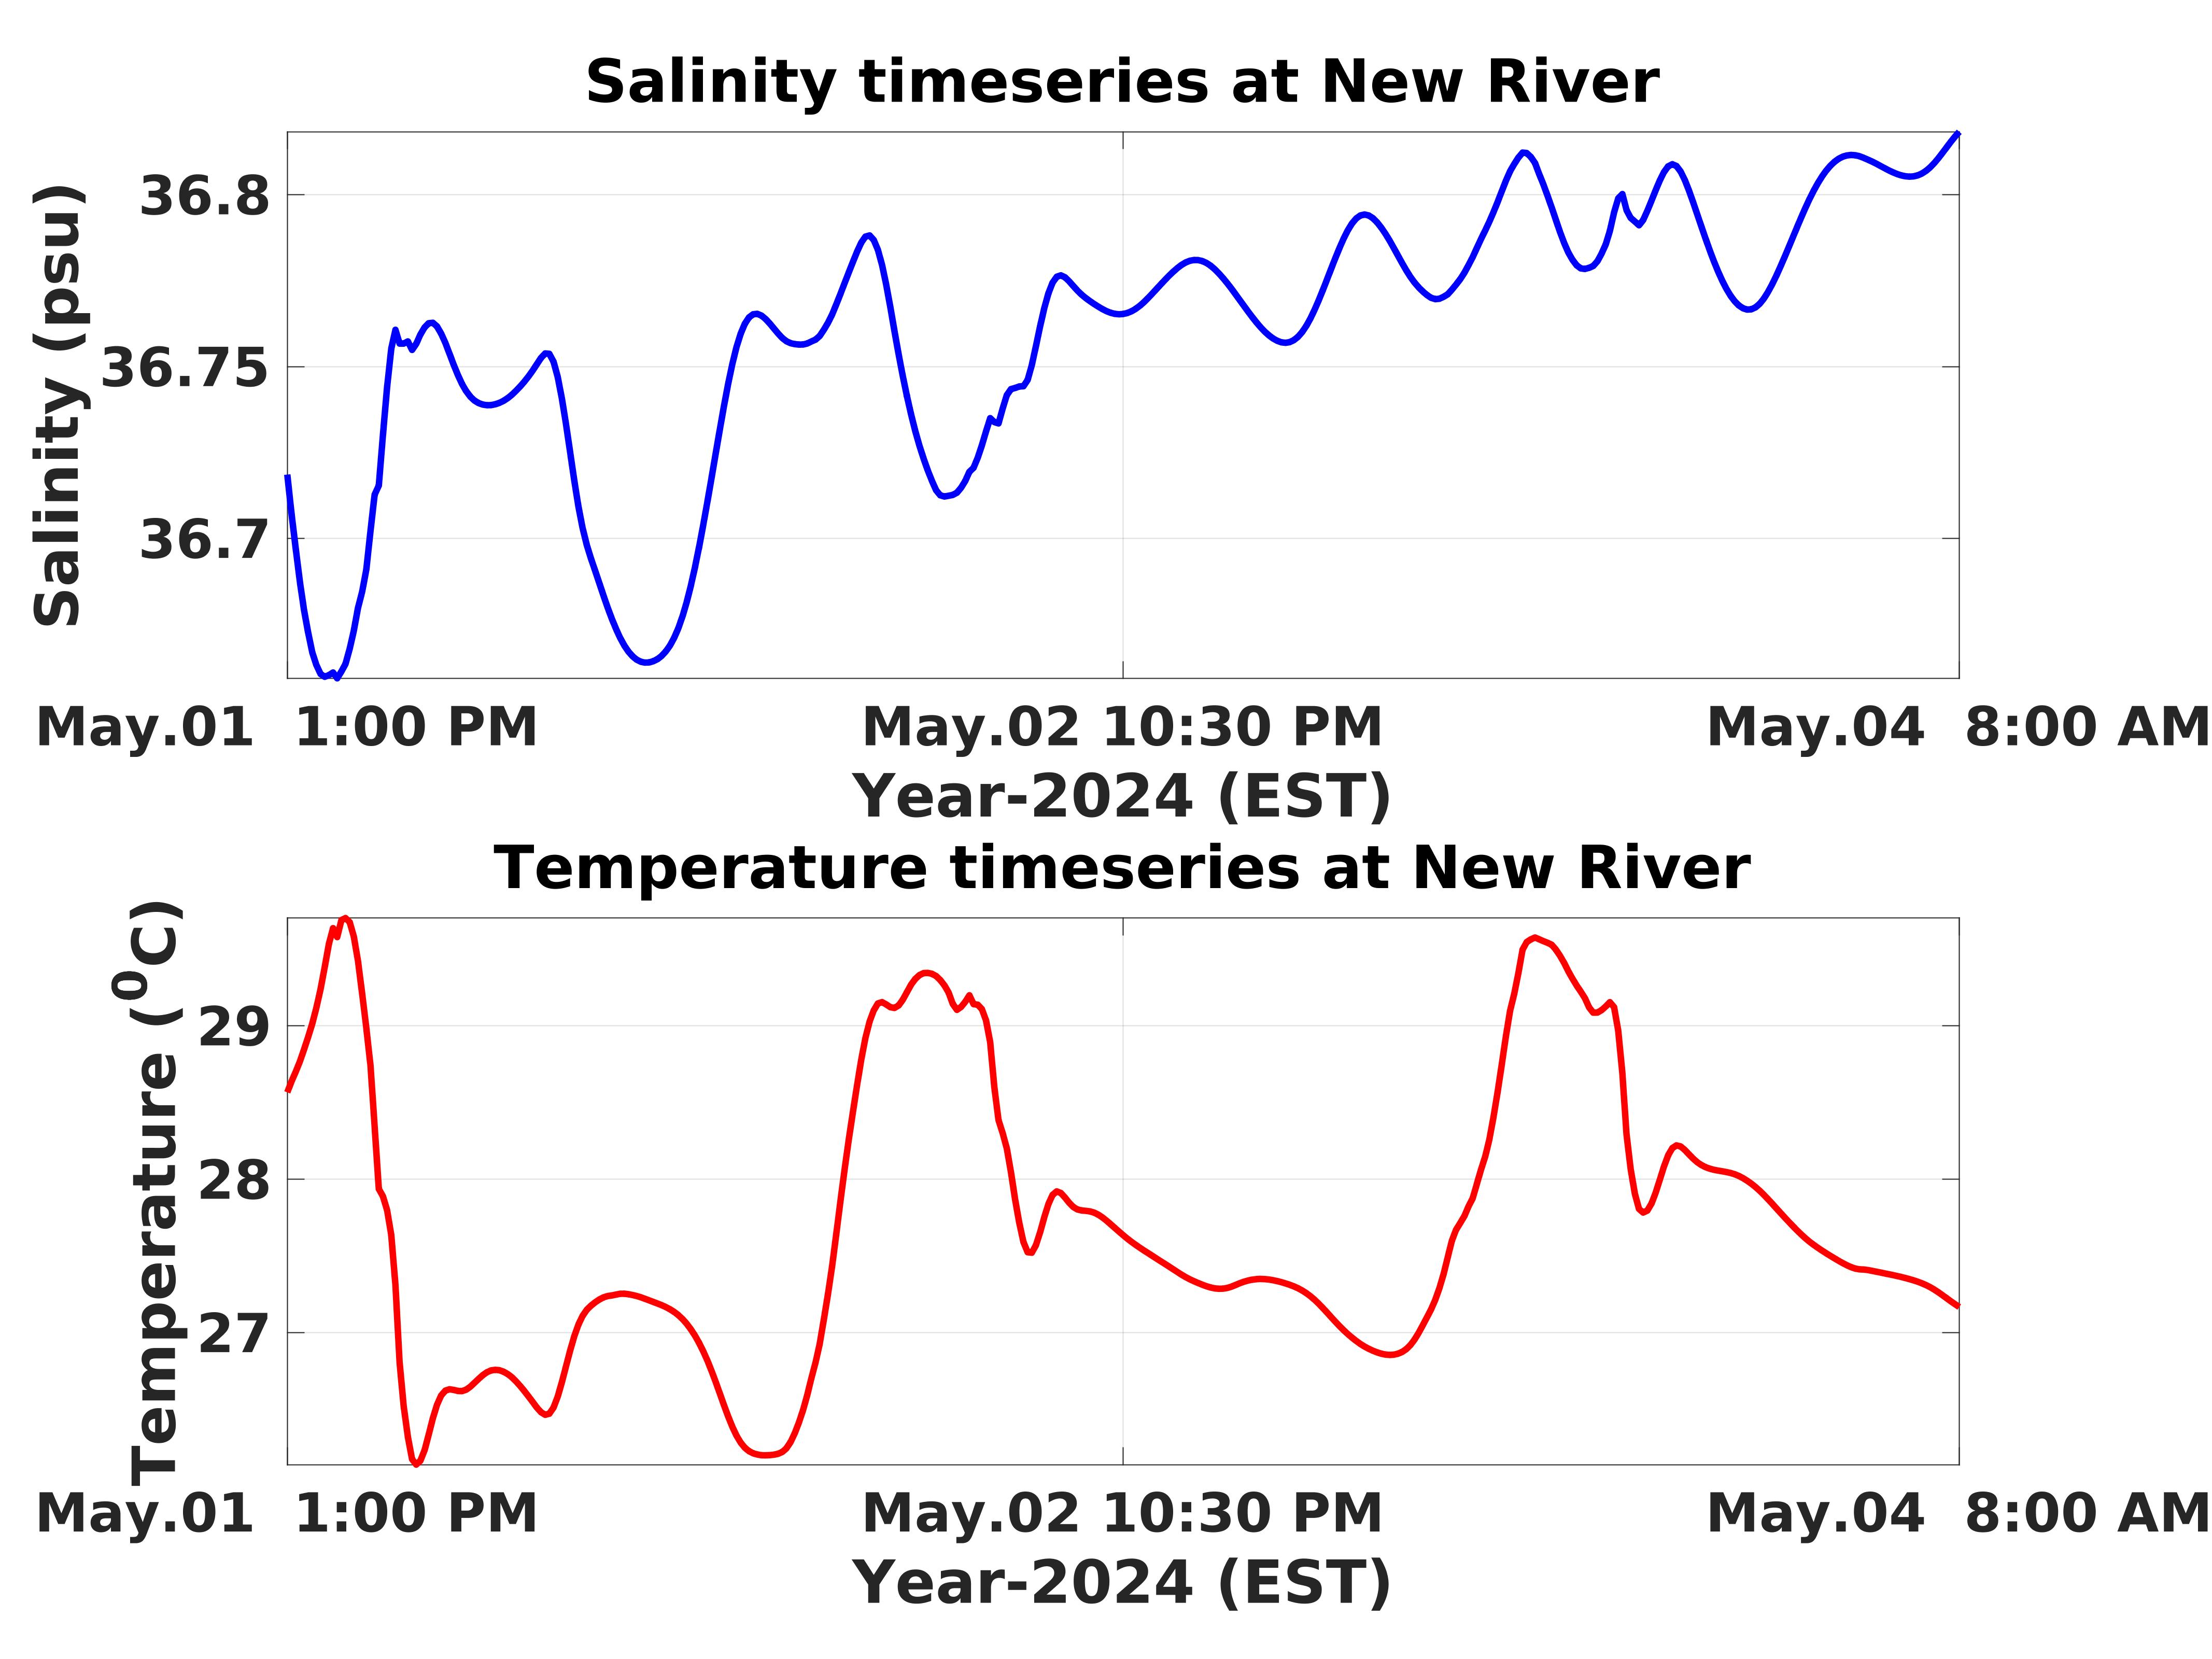 Salinity timeseries at New River
Salinity (psu)
36.8
36.75
36.7
May.01  1:00 PM
May.02 10:30 PM
May.04  8:00 AM
Year-2024 (EST)
Temperature timeseries at New River
Temperature (⁰C)
29
28
27
May.01  1:00 PM
May.02 10:30 PM
May.04  8:00 AM
Year-2024 (EST)